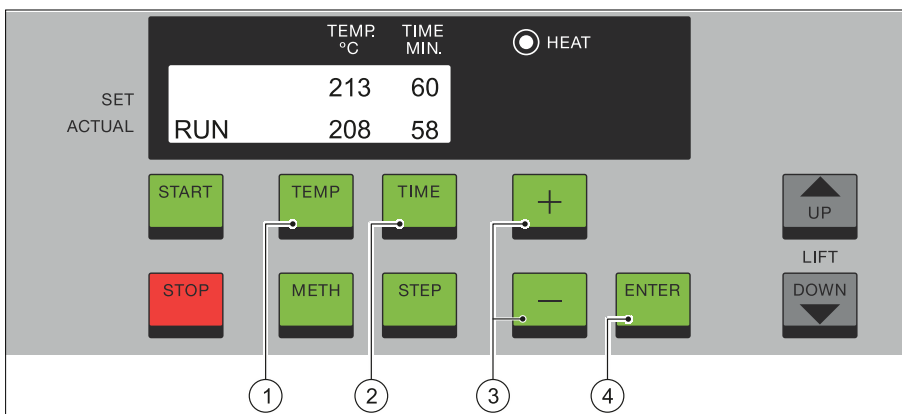 TEMP. TIME
°C MIN.
HEAT
SET 213 60
ACTUAL RUN 208 58
START TEMP TIME + UP
LIFT
STOP METH STEP — ENTER DOWN
1 2 3 4